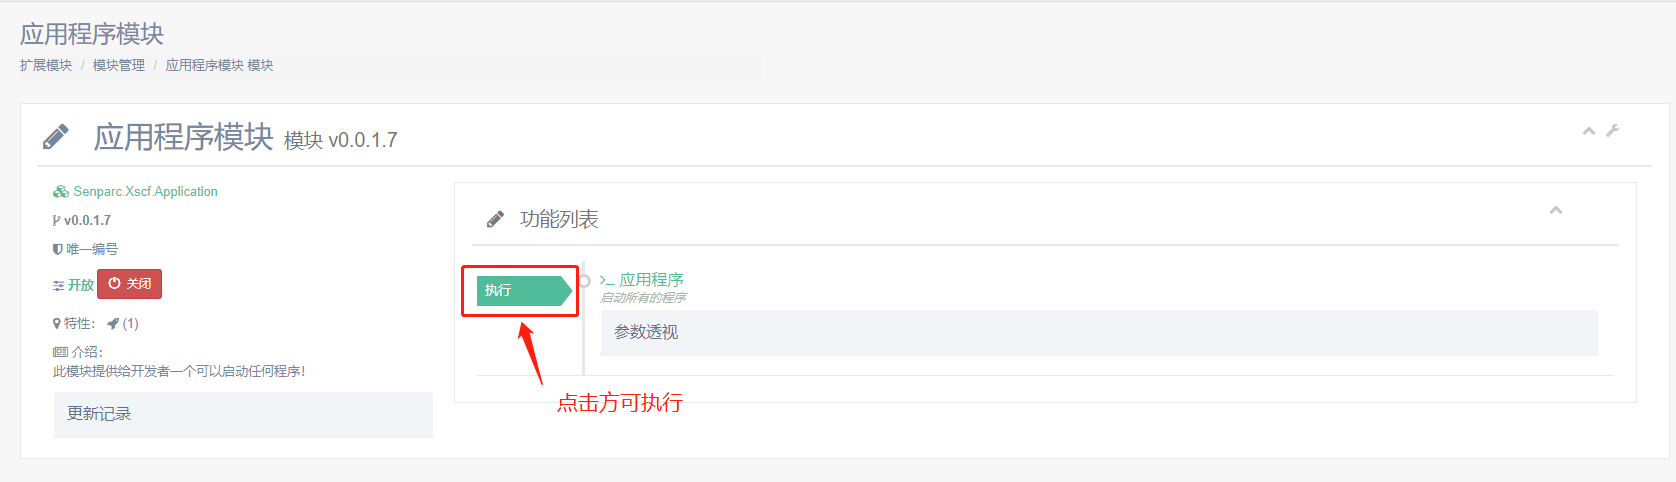 应用程序模块
扩展模块 / 模块管理 / 应用程序模块 模块
应用程序模块 模块 v0.0.1.7
Senparc.Xscf.Application
v0.0.1.7
唯一编号
开放 关闭
特性： (1)
介绍：
此模块提供给开发者一个可以启动任何程序！
更新记录
功能列表
执行
>_ 应用程序
启动所有的程序
参数透视
点击方可执行